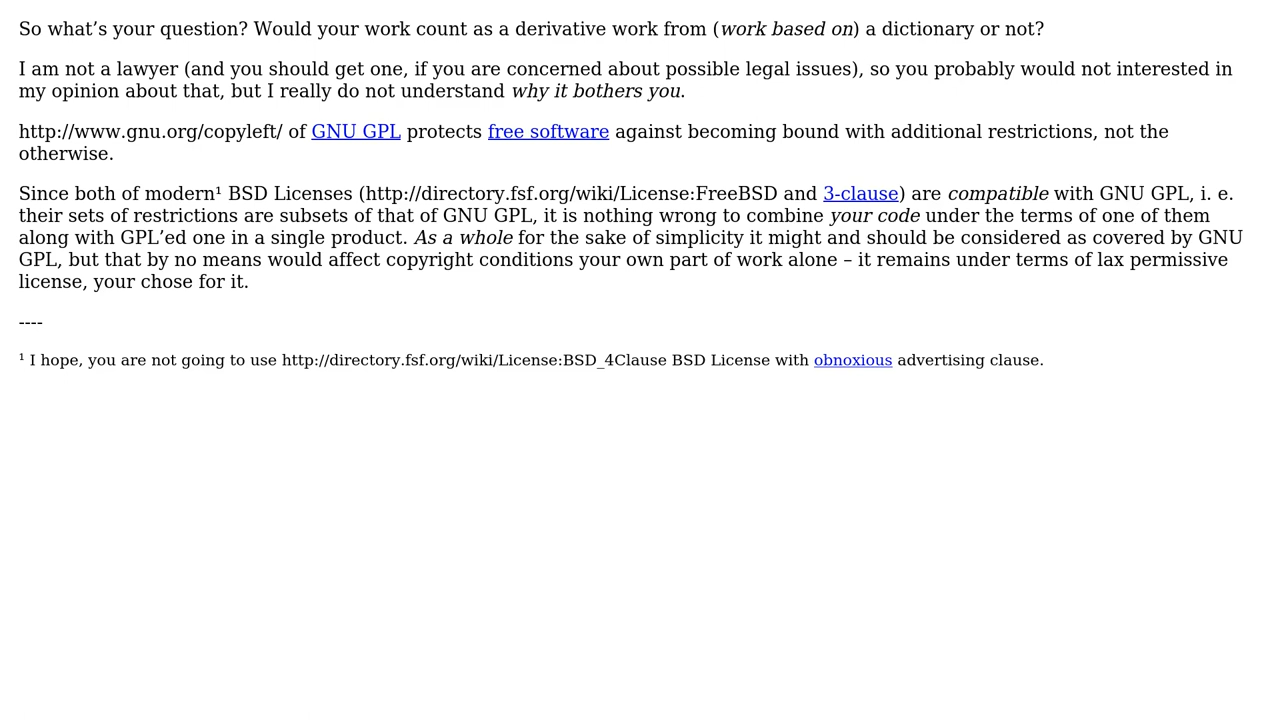 So what’s your question? Would your work count as a derivative work from (work based on) a dictionary or not?
I am not a lawyer (and you should get one, if you are concerned about possible legal issues), so you probably would not interested in
my opinion about that, but I really do not understand why it bothers you.
http://www.gnu.org/copyleft/ of GNU GPL protects free software against becoming bound with additional restrictions, not the
otherwise.
Since both of modern¹ BSD Licenses (http://directory.fsf.org/wiki/License:FreeBSD and 3-clause) are compatible with GNU GPL, i. e.
their sets of restrictions are subsets of that of GNU GPL, it is nothing wrong to combine your code under the terms of one of them
along with GPL’ed one in a single product. As a whole for the sake of simplicity it might and should be considered as covered by GNU
GPL, but that by no means would affect copyright conditions your own part of work alone – it remains under terms of lax permissive
license, your chose for it.
----
¹ I hope, you are not going to use http://directory.fsf.org/wiki/License:BSD_4Clause BSD License with obnoxious advertising clause.